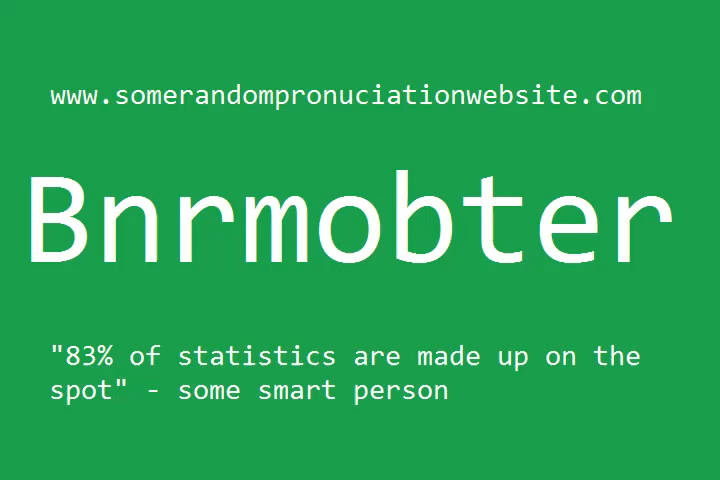 www.somerandompronuciationwebsite.com
Bnrmobter
"83% of statistics are made up on the
spot" - some smart person